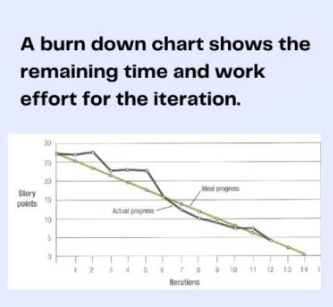 A burn down chart shows the
remaining time and work
effort for the iteration.
30
25
20
15
10
5
0
Story
points
Ideal progress
Actual progress
1 2 3 4 5 6 7 8 9 10 11 12 13 14
Iterations